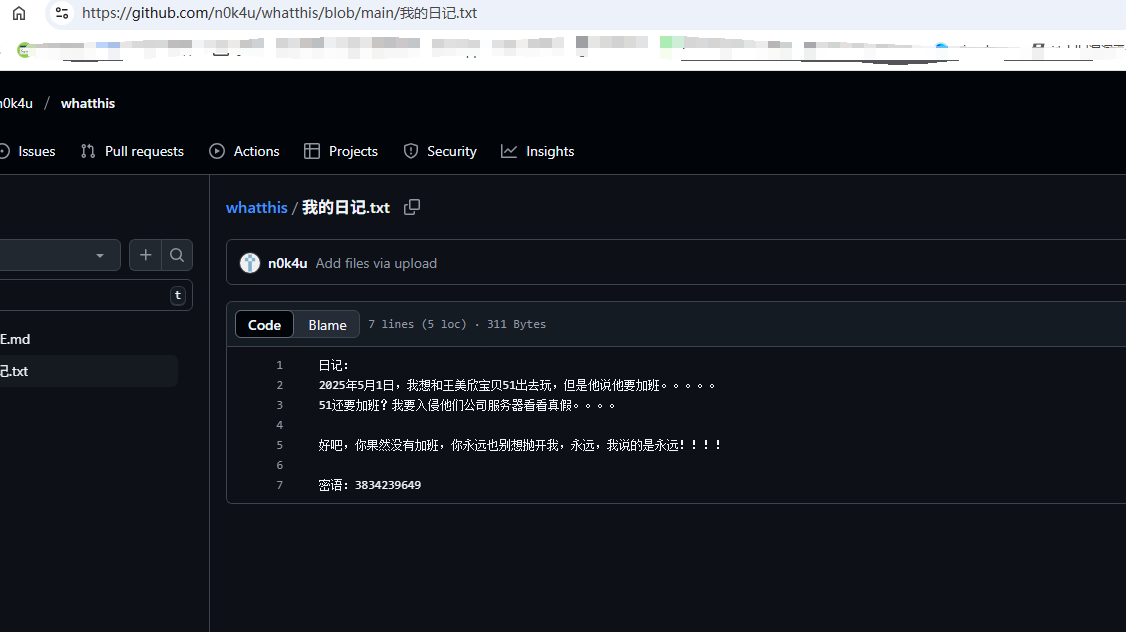 https://github.com/n0k4u/whatthis/blob/main/我的日记.txt
n0k4u / whatthis
Issues Pull requests Actions Projects Security Insights
whatthis / 我的日记.txt
n0k4u Add files via upload
t
Code Blame 7 lines (5 loc) · 311 Bytes
E.md
记.txt
1 日记：
2 2025年5月1日，我想和王美欣宝贝51出去玩，但是他说他要加班。。。。。
3 51还要加班？我要入侵他们公司服务器看看真假。。。。
4
5 好吧，你果然没有加班，你永远也别想抛开我，永远，我说的是永远！！！！
6
7 密语：3834239649